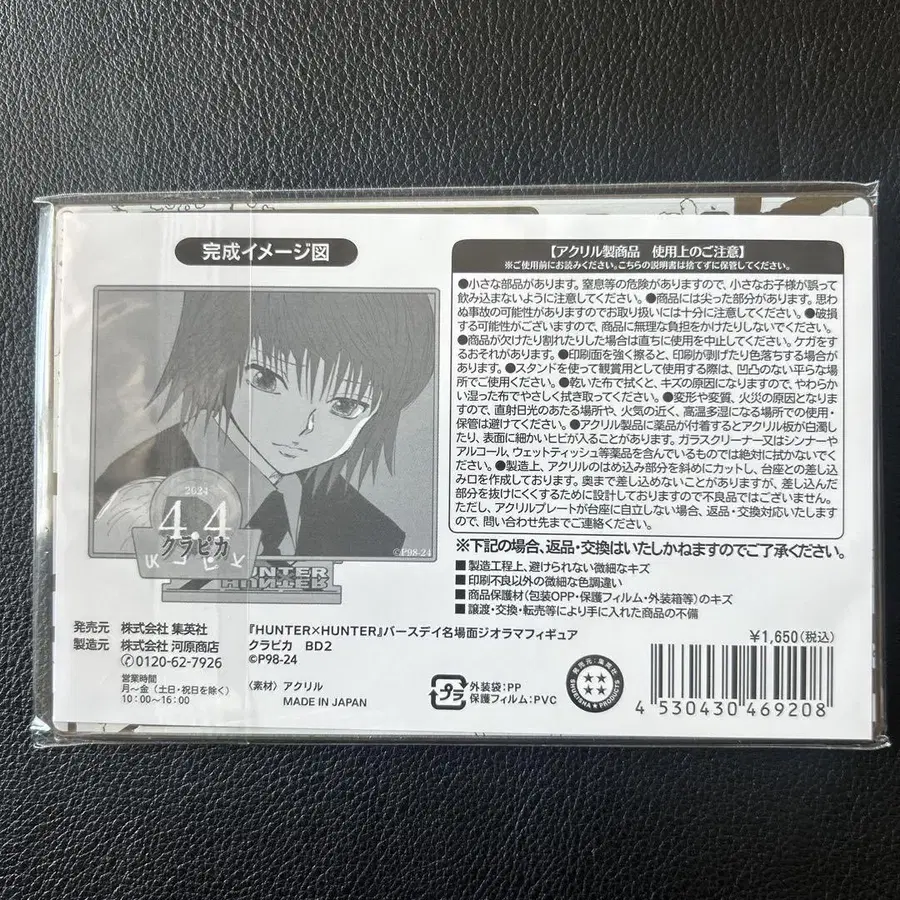 完成イメージ図
2024
4 4
クラピカ
HUNTER
HUNTER
©P98-24
【アクリル製商品 使用上のご注意】
※ご使用前にお読みください。こちらの説明書は捨てずに保管してください。
●小さな部品があります。窒息等の危険がありますので、小さなお子様が誤って
飲み込まないように注意してください。●商品には尖った部分があります。思わ
ぬ事故の可能性がありますのでお取り扱いには十分に注意してください。●破損
する可能性がございますので、商品に無理な負担をかけたりしないでください。
●商品が欠けたり割れたりした場合は直ちに使用を中止してください。ケガをす
るおそれがあります。●印刷面を強く擦ると、印刷が剥げたり色落ちする場合が
あります。●スタンドを使って観賞用として使用する際は、凹凸のない平らな場
所でご使用ください。●乾いた布で拭くと、キズの原因になりますので、やわらか
い湿った布でやさしく拭き取ってください。●変形や変質、火災の原因となりま
すので、直射日光のあたる場所や、火気の近く、高温多湿になる場所での使用・
保管は避けてください。●アクリル製品に薬品が付着するとアクリル板が白濁し
たり、表面に細かいヒビが入ることがあります。ガラスクリーナー又はシンナーや
アルコール、ウェットティッシュ等薬品を含んでいるものでは絶対に拭かないでく
ださい。●製造上、アクリルのはめ込み部分を斜めにカットし、台座との差し込
み口を作成しております。奥まで差し込めないことがありますが、差し込んだ
部分を抜けにくくするために設計しておりますので不良品ではございません。
ただし、アクリルプレートが台座に自立しない場合、返品・交換対応いたします
ので、問い合わせ先までご連絡ください。
※下記の場合、返品・交換はいたしかねますのでご了承ください。
■製造工程上、避けられない微細なキズ
■印刷不良以外の微細な色調違い
■商品保護材(包装OPP・保護フィルム・外装箱等)のキズ
■譲渡・交換・転売等により手に入れた商品の不備
発売元 株式会社 集英社
製造元 株式会社 河原商店
✆0120-62-7926
営業時間
月〜金(土日・祝日を除く)
10:00〜16:00
『HUNTER×HUNTER』バースデイ名場面ジオラマフィギュア
クラピカ BD2
©P98-24
〈素材〉アクリル
MADE IN JAPAN
¥1,650(税込)
プラ
外装袋:PP
保護フィルム:PVC
発売元:集英社
SHUEISHA PRODUCTS
4 530430 469208